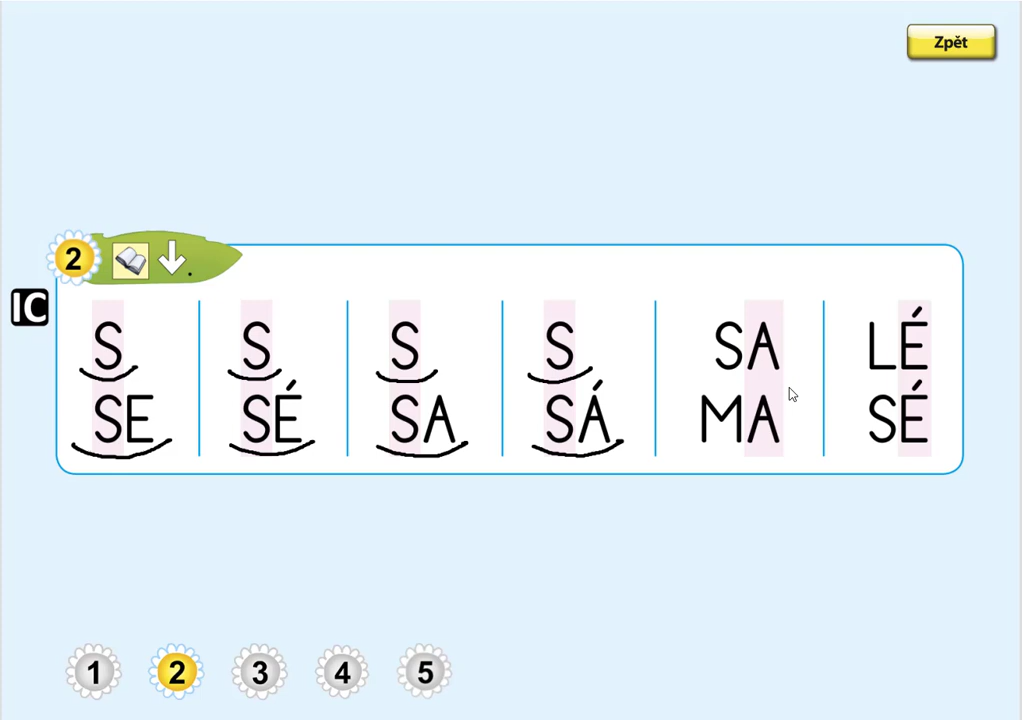 Zpět
2
IC
S S S S SA LÉ
SE SÉ SA SÁ MA SÉ
1 2 3 4 5